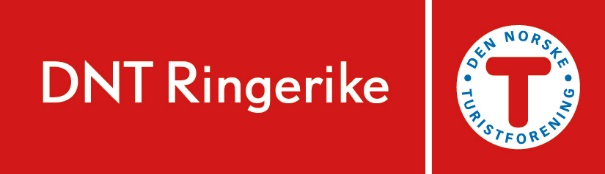 DNT Ringerike
DEN NORSKE
T
TURISTFORENING